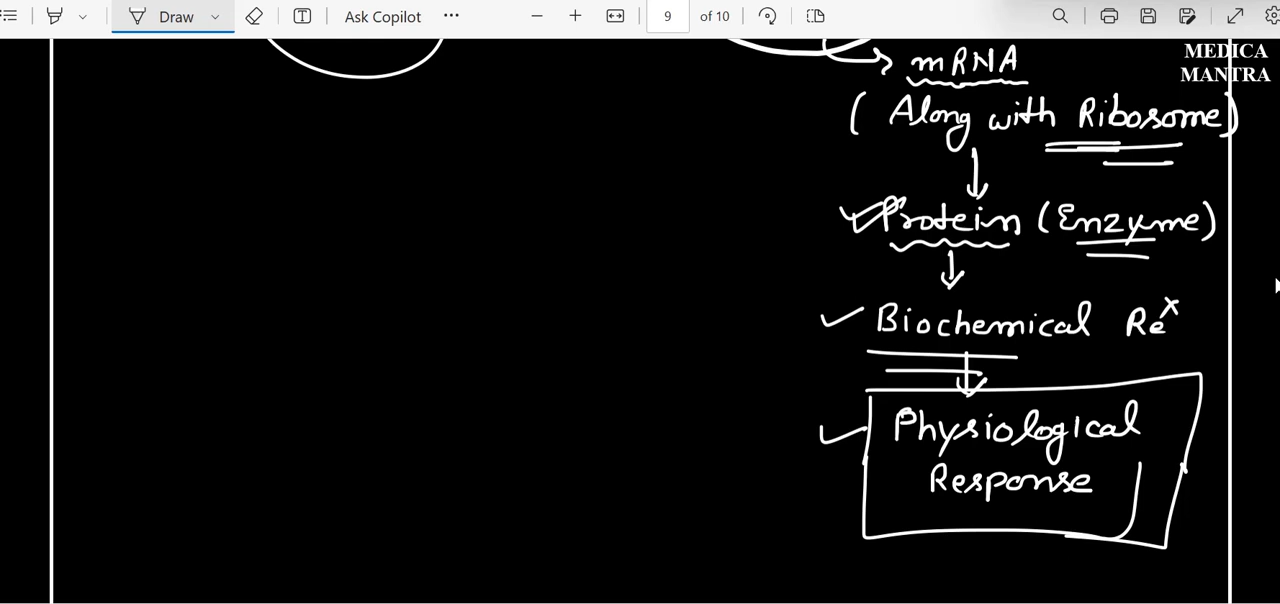 Draw
Ask Copilot
9 of 10
MEDICA
MANTRA
mRNA
( Along with Ribosome)
Protein (Enzyme)
Biochemical Rex
Physiological
Response